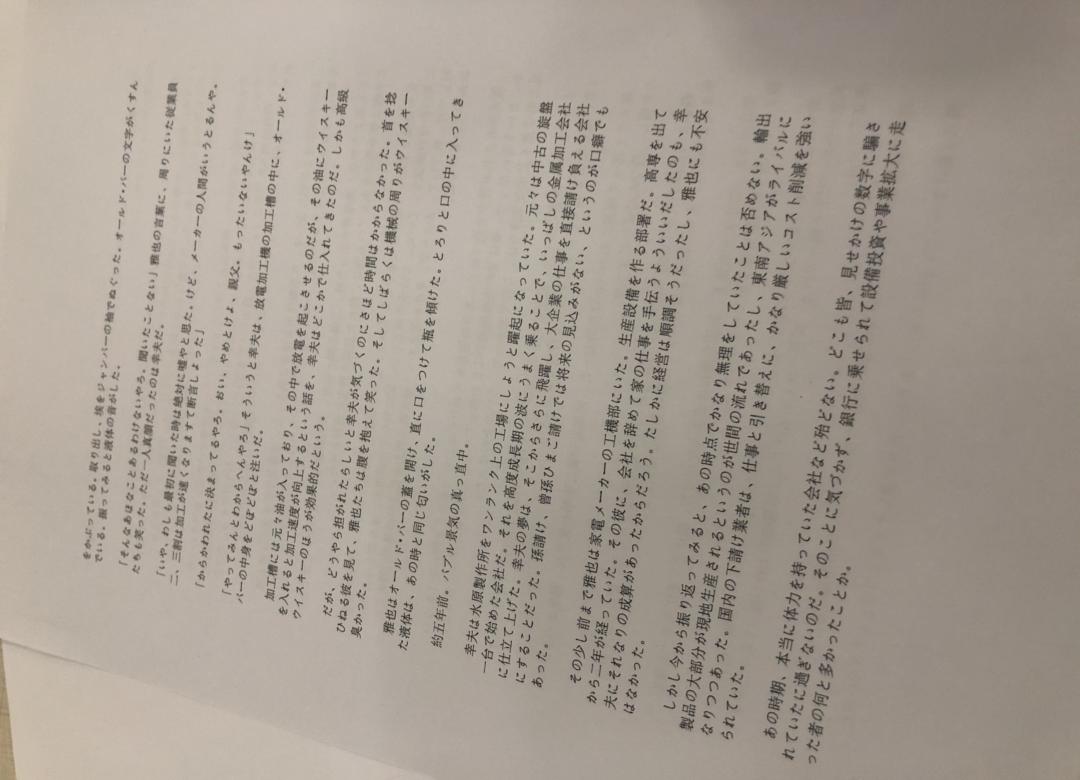 をかぶっている。取り出し、埃をジャンパーの袖でぬぐった。オールド・パーの文字がくすん
でいる。振ってみると液体の音がした。
「そんなあほなことあるわけないやろ。聞いたことない」雅也の言葉に、周りにいた従業員
たちも笑った。ただ一人真顔だったのは幸夫だ。
「いや、わしも最初に聞いた時は絶対に嘘やと思た。けど、メーカーの人間がいうとるんや。
二、三割は加工が速くなりますて断言しよった」
「からかわれたに決まってるやろ。おい、やめとけよ、親父。もったいないやんけ」
「やってみんとわからへんやろ」そういうと幸夫は、放電加工機の加工槽の中に、オールド・
パーの中身をどぼどぼと注いだ。
加工槽には元々油が入っており、その中で放電を起こさせるのだが、その油にウイスキー
を入れると加工速度が向上するという話を、幸夫はどこかで仕入れてきたのだ。しかも高級
ウイスキーのほうが効果的だという。
だが、どうやら担がれたらしいと幸夫が気づくのにさほど時間はかからなかった。首を捻
ひねる彼を見て、雅也たちは腹を抱えて笑った。そしてしばらくは機械の周りがウイスキー
臭かった。
雅也はオールド・パーの蓋を開け、直に口をつけて瓶を傾けた。とろりと口の中に入ってき
た液体は、あの時と同じ匂いがした。
約五年前。バブル景気の真っ直中。
幸夫は水原製作所をワンランク上の工場にしようと躍起になっていた。元々は中古の旋盤
一台で始めた会社だ。それを高度成長期の波にうまく乗ることで、いっぱしの金属加工会社
に仕立て上げた。幸夫の夢は、そこからさらに飛躍し、大企業の仕事を直接請け負える会社
にすることだった。孫請け、曽孫ひまご請けでは将来の見込みがない、というのが口癖でも
あった。
その少し前まで雅也は家電メーカーの工機部にいた。生産設備を作る部署だ。高専を出て
から二年が経っていた。その彼に、会社を辞めて家の仕事を手伝うよういいだしたのも、幸
夫にそれなりの成算があったからだろう。たしかに経営は順調そうだったし、雅也にも不安
はなかった。
しかし今から振り返ってみると、あの時点でかなり無理をしていたことは否めない。輸出
製品の大部分が現地生産されるというのが世間の流れであったし、東南アジアがライバルに
なりつつあった。国内の下請け業者は、仕事と引き替えに、かなり厳しいコスト削減を強い
られていた。
あの時期、本当に体力を持っていた会社など殆どない。どこも皆、見せかけの数字に騙さ
れていたに過ぎないのだ。そのことに気づかず、銀行に乗せられて設備投資や事業拡大に走
った者の何と多かったことか。